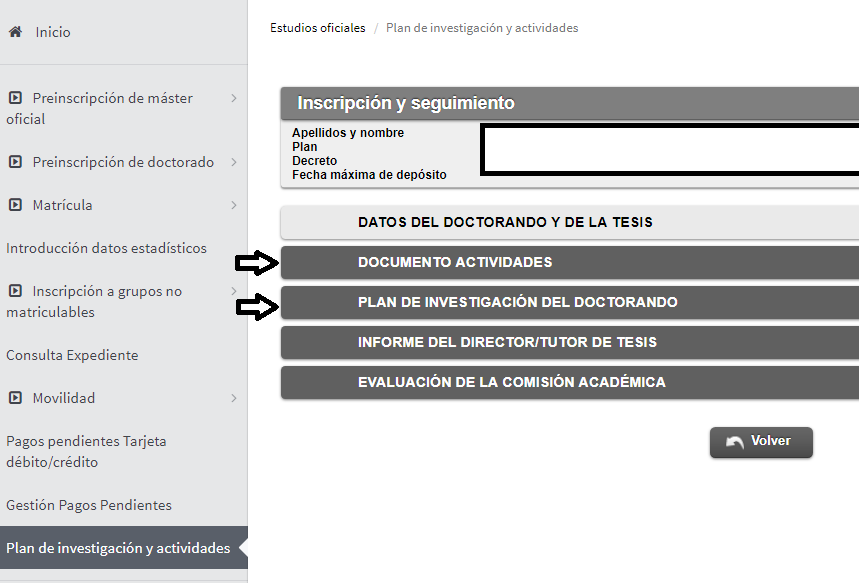 Inicio
Preinscripción de máster
oficial
Preinscripción de doctorado
Matrícula
Introducción datos estadísticos
Inscripción a grupos no
matriculables
Consulta Expediente
Movilidad
Pagos pendientes Tarjeta
débito/crédito
Gestión Pagos Pendientes
Plan de investigación y actividades
Estudios oficiales / Plan de investigación y actividades
Inscripción y seguimiento
Apellidos y nombre
Plan
Decreto
Fecha máxima de depósito
DATOS DEL DOCTORANDO Y DE LA TESIS
DOCUMENTO ACTIVIDADES
PLAN DE INVESTIGACIÓN DEL DOCTORANDO
INFORME DEL DIRECTOR/TUTOR DE TESIS
EVALUACIÓN DE LA COMISIÓN ACADÉMICA
Volver